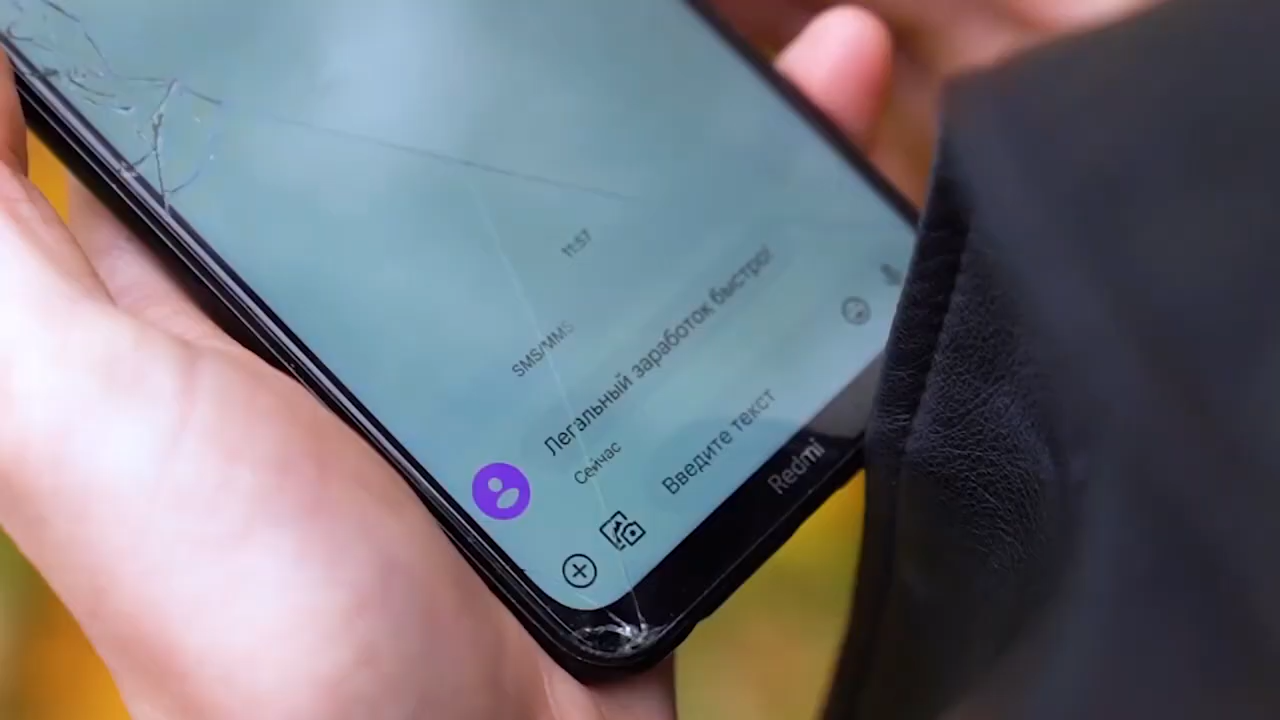 11:57
SMS/MMS
Легальный заработок быстро!
Сейчас
Введите текст
Redmi